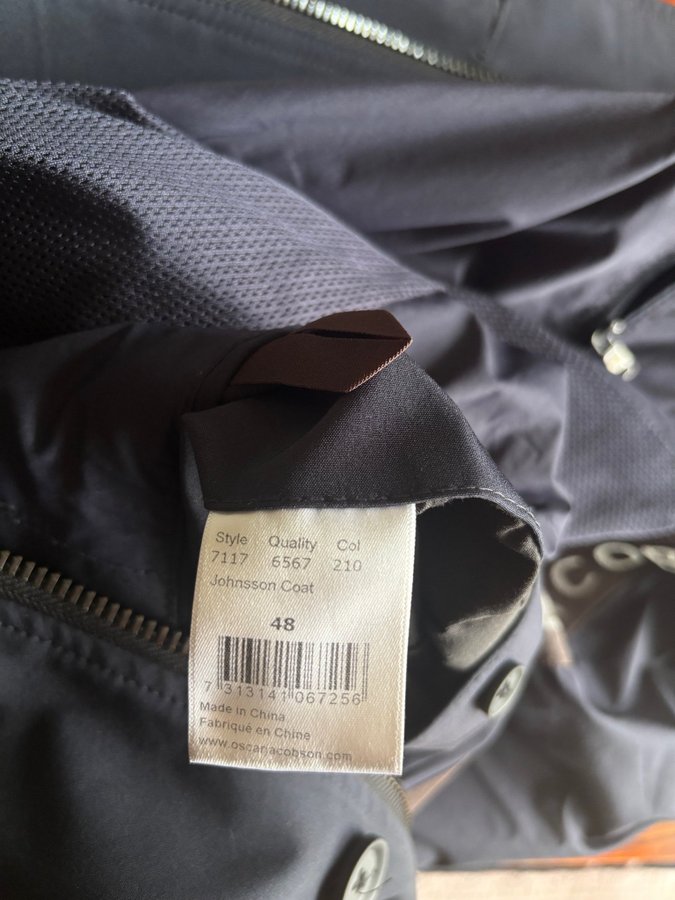 Style Quality Col
7117 6567 210
Johnsson Coat
48
7 313141 067256
Made in China
Fabriqué en Chine
www.oscarjacobson.com
COB